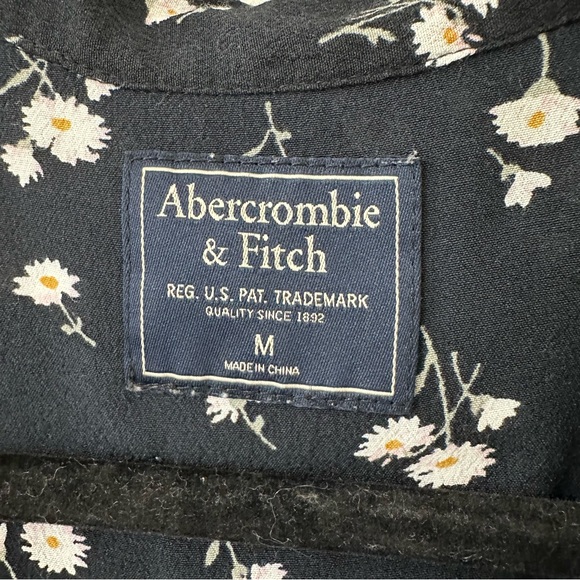 Abercrombie
& Fitch
REG. U.S. PAT. TRADEMARK
QUALITY SINCE 1892
M
MADE IN CHINA